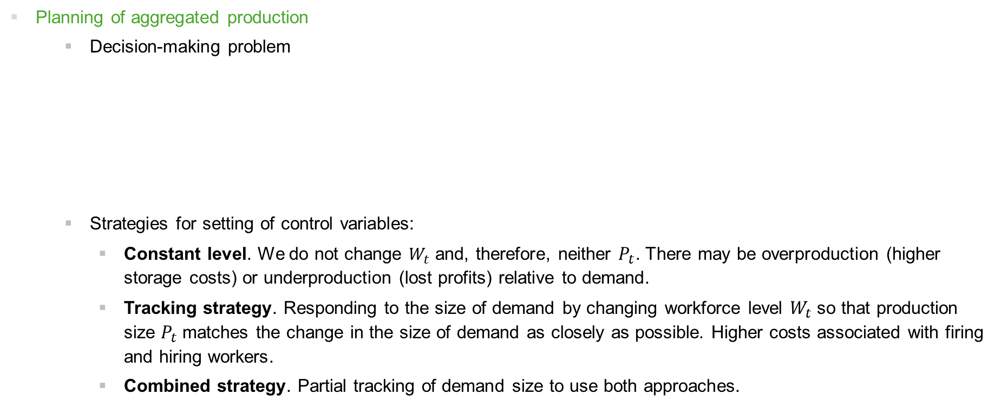 Planning of aggregated production
Decision-making problem
Strategies for setting of control variables:
Constant level. We do not change Wₜ and, therefore, neither Pₜ. There may be overproduction (higher
storage costs) or underproduction (lost profits) relative to demand.
Tracking strategy. Responding to the size of demand by changing workforce level Wₜ so that production
size Pₜ matches the change in the size of demand as closely as possible. Higher costs associated with firing
and hiring workers.
Combined strategy. Partial tracking of demand size to use both approaches.